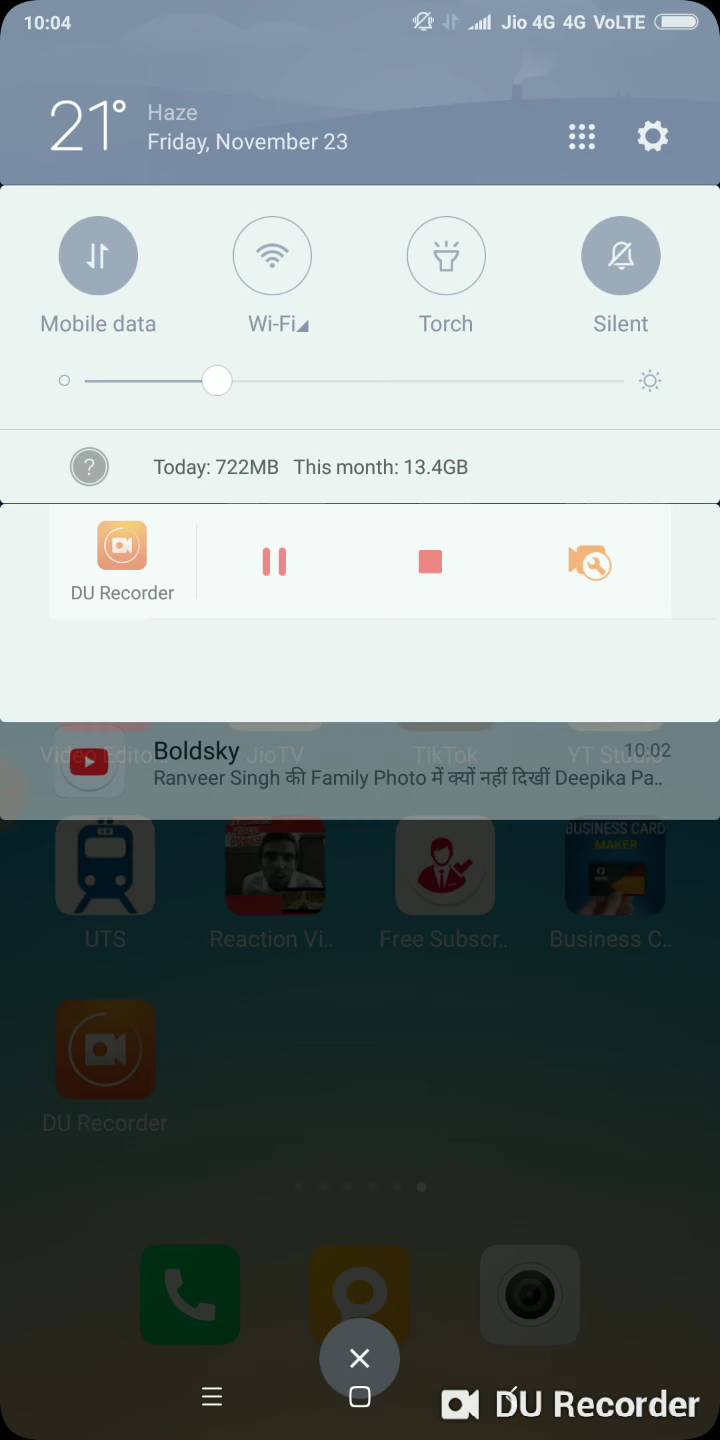 10:04
Jio 4G 4G VoLTE
21°
Haze
Friday, November 23
Mobile data
Wi-Fi
Torch
Silent
?
Today: 722MB This month: 13.4GB
DU Recorder
Video Editor..
JioTV
TikTok
YT Studio
Boldsky
10:02
Ranveer Singh की Family Photo में क्यों नहीं दिखीं Deepika Pa..
BUSINESS CARD
MAKER
UTS
Reaction Vi..
Free Subscr..
Business C..
DU Recorder
DU Recorder